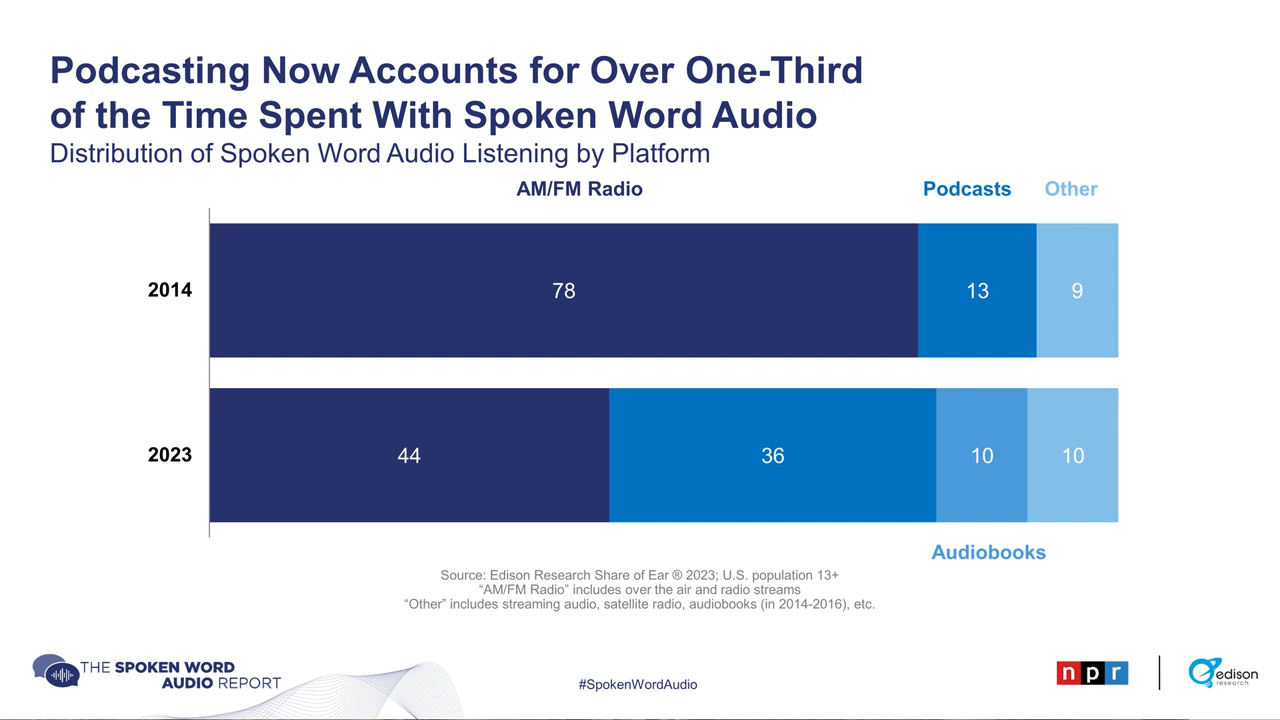 Podcasting Now Accounts for Over One-Third
of the Time Spent With Spoken Word Audio
Distribution of Spoken Word Audio Listening by Platform
AM/FM Radio Podcasts Other
2014 78 13 9
2023 44 36 10 10
Audiobooks
Source: Edison Research Share of Ear ® 2023; U.S. population 13+
“AM/FM Radio” includes over the air and radio streams
“Other” includes streaming audio, satellite radio, audiobooks (in 2014-2016), etc.
THE SPOKEN WORD
AUDIO REPORT
#SpokenWordAudio
npr
edison
research